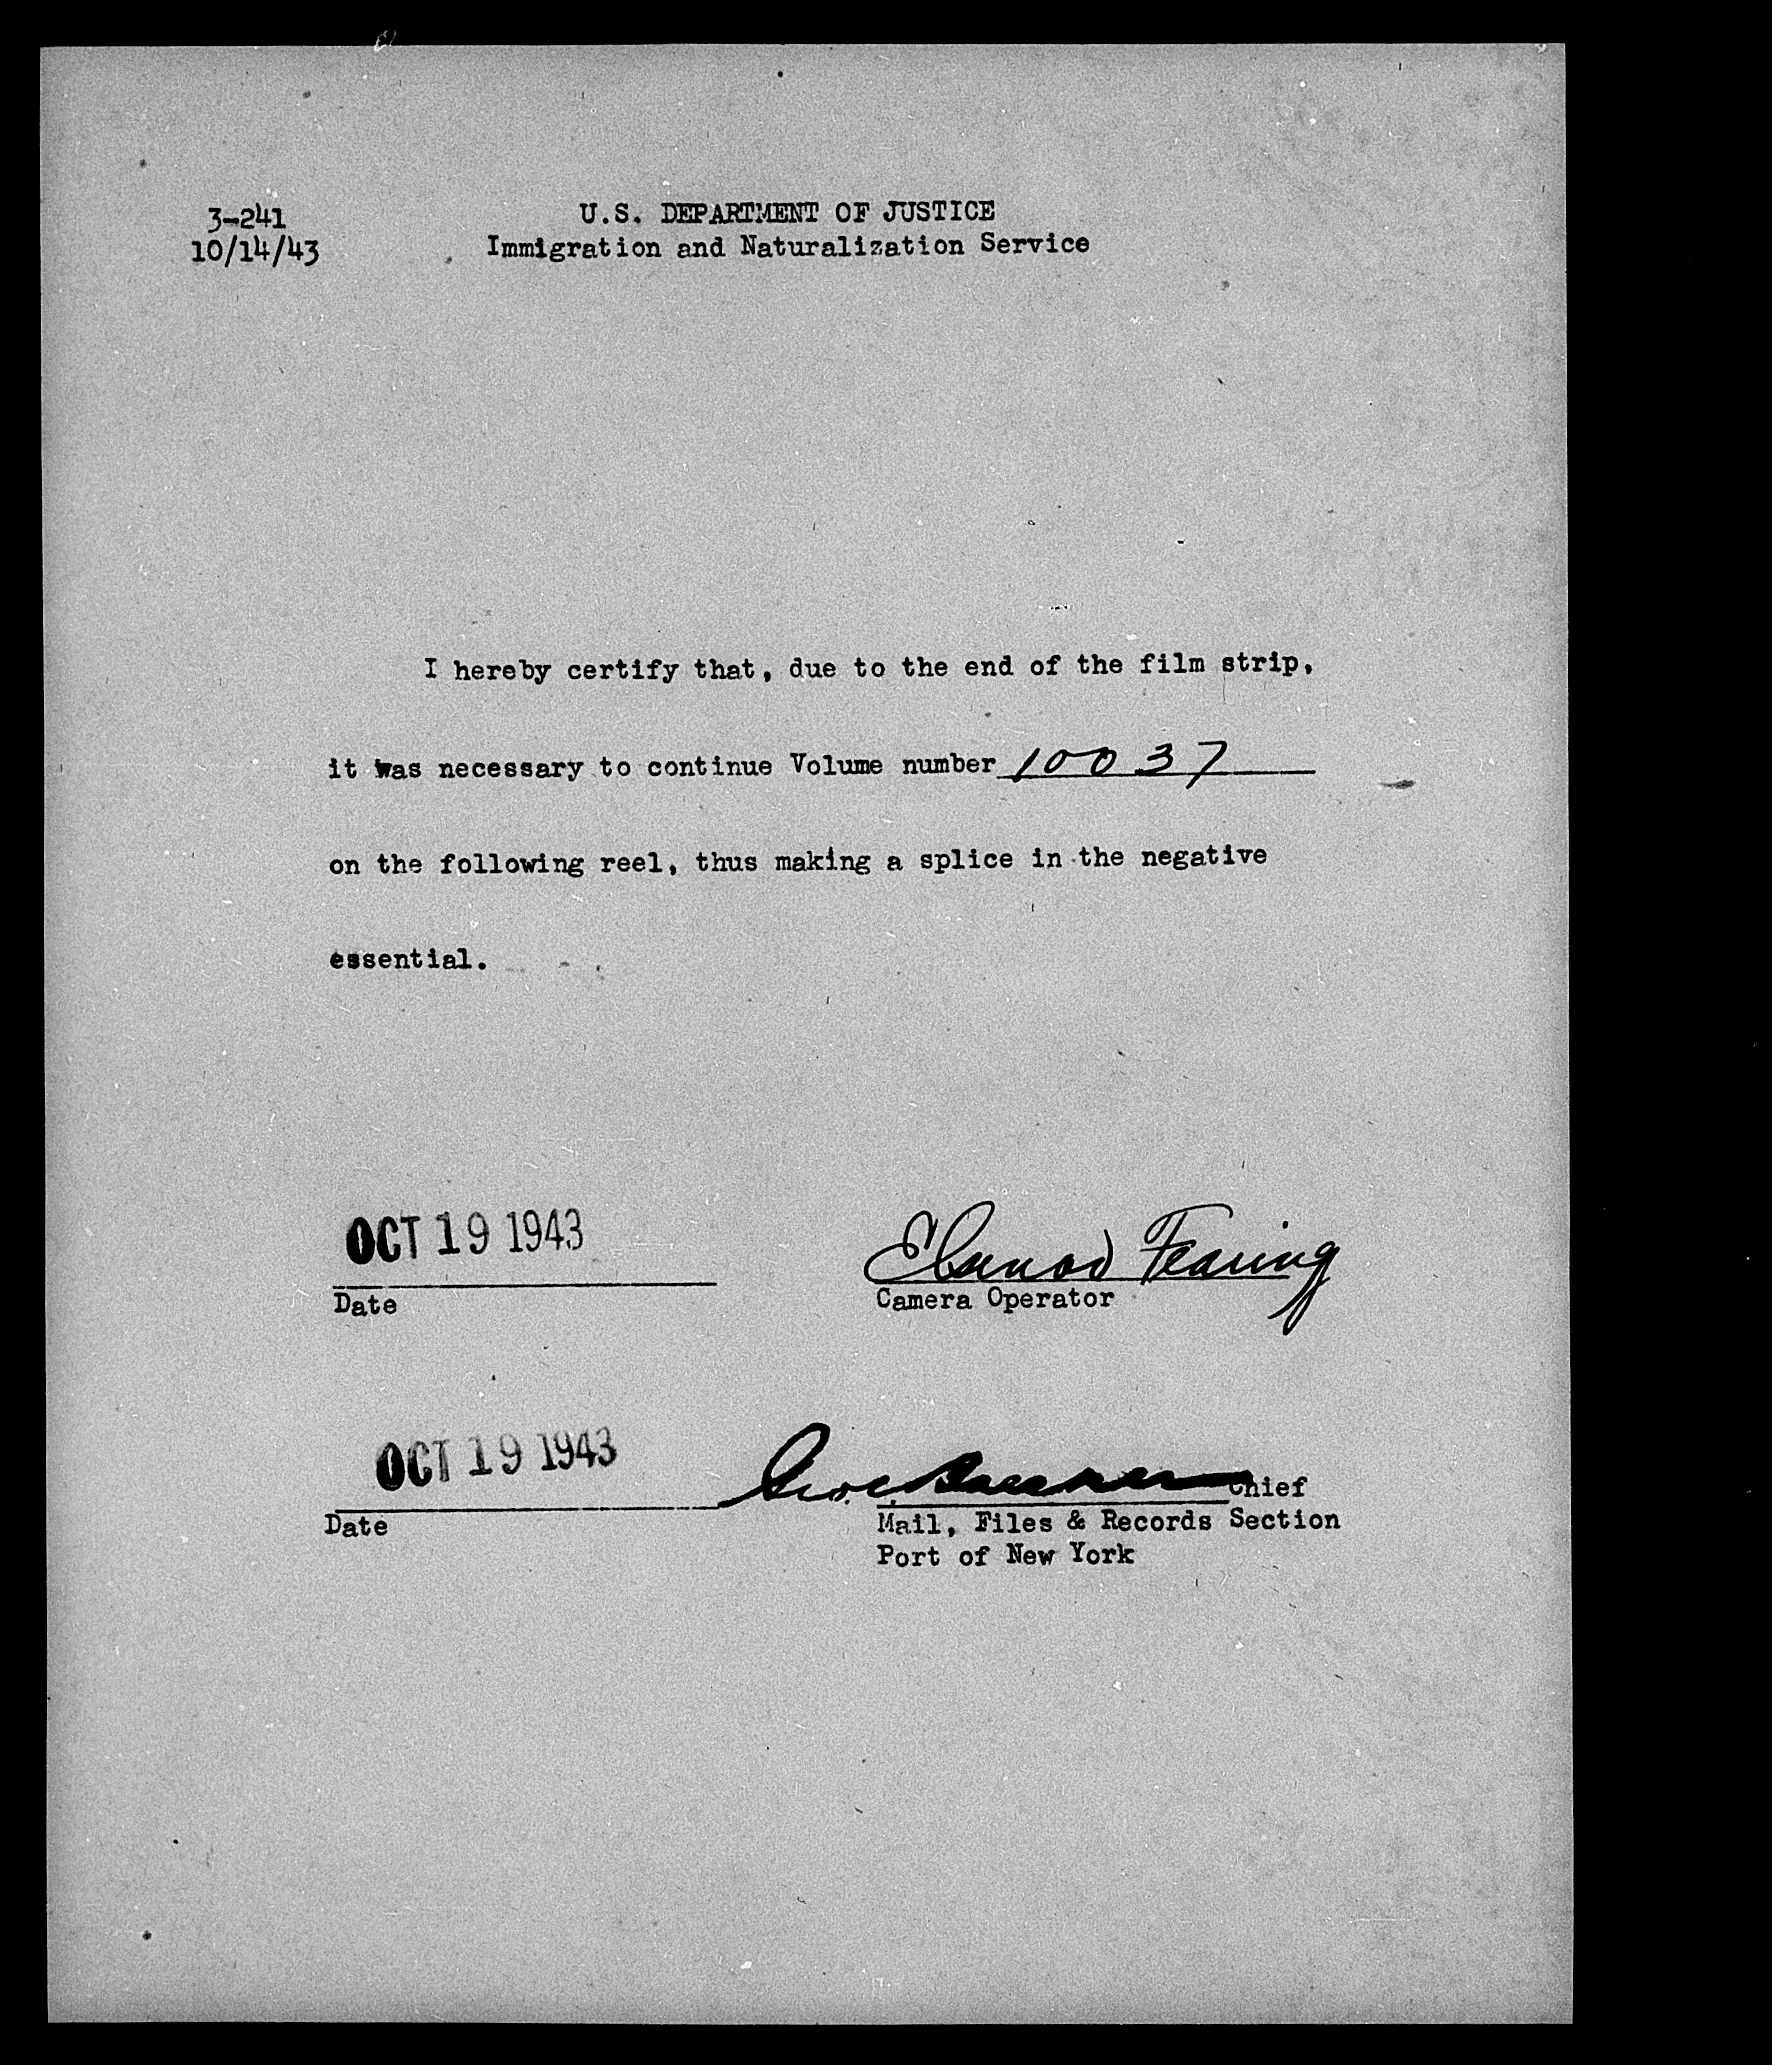 3-241
10/14/43
U.S. DEPARTMENT OF JUSTICE
Immigration and Naturalization Service
I hereby certify that, due to the end of the film strip,
it was necessary to continue Volume number 10037
on the following reel, thus making a splice in the negative
essential.
OCT 19 1943
Date
Eleanor Fearing
Camera Operator
OCT 19 1943
Date
Chief
Mail, Files & Records Section
Port of New York